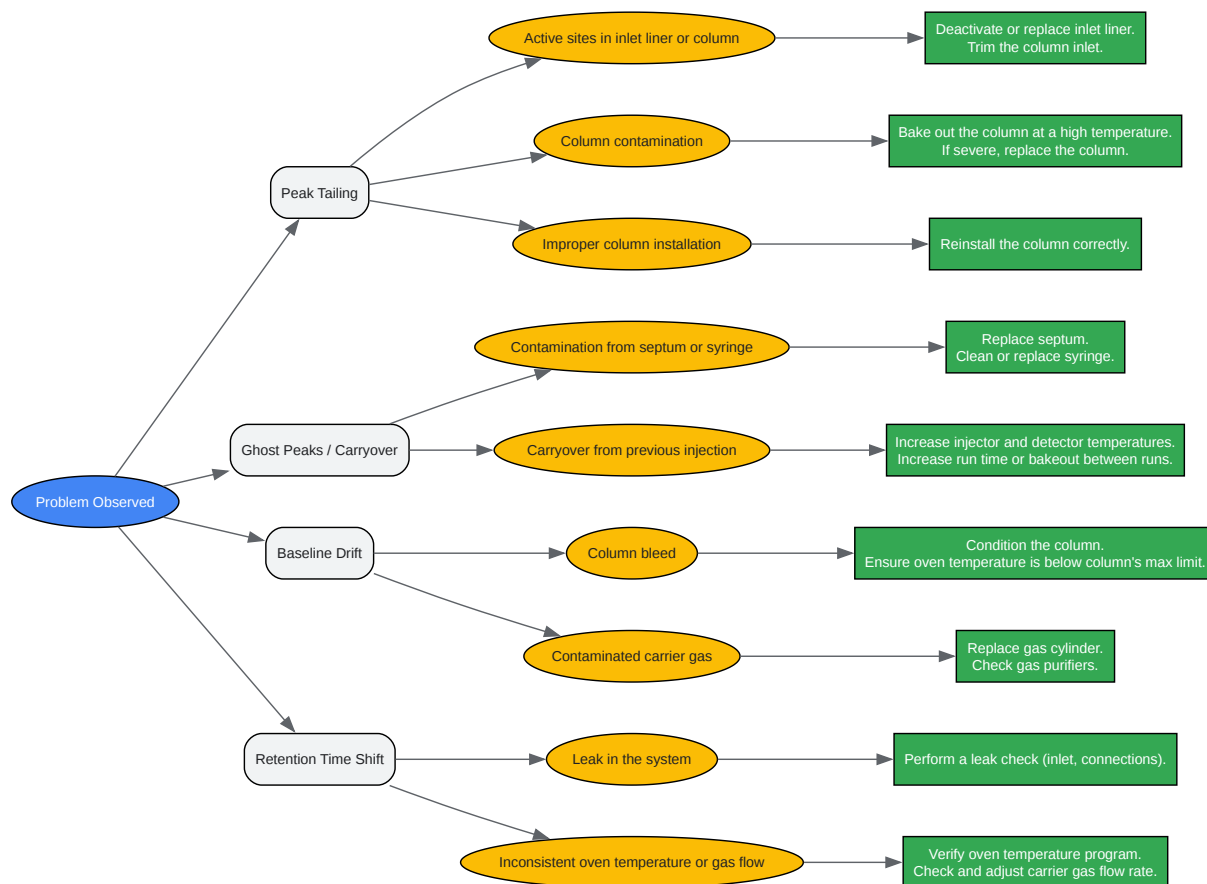 Problem Observed
Peak Tailing
Active sites in inlet liner or column
Deactivate or replace inlet liner.
Trim the column inlet.
Column contamination
Bake out the column at a high temperature.
If severe, replace the column.
Improper column installation
Reinstall the column correctly.
Ghost Peaks / Carryover
Contamination from septum or syringe
Replace septum.
Clean or replace syringe.
Carryover from previous injection
Increase injector and detector temperatures.
Increase run time or bakeout between runs.
Baseline Drift
Column bleed
Condition the column.
Ensure oven temperature is below column's max limit.
Contaminated carrier gas
Replace gas cylinder.
Check gas purifiers.
Retention Time Shift
Leak in the system
Perform a leak check (inlet, connections).
Inconsistent oven temperature or gas flow
Verify oven temperature program.
Check and adjust carrier gas flow rate.